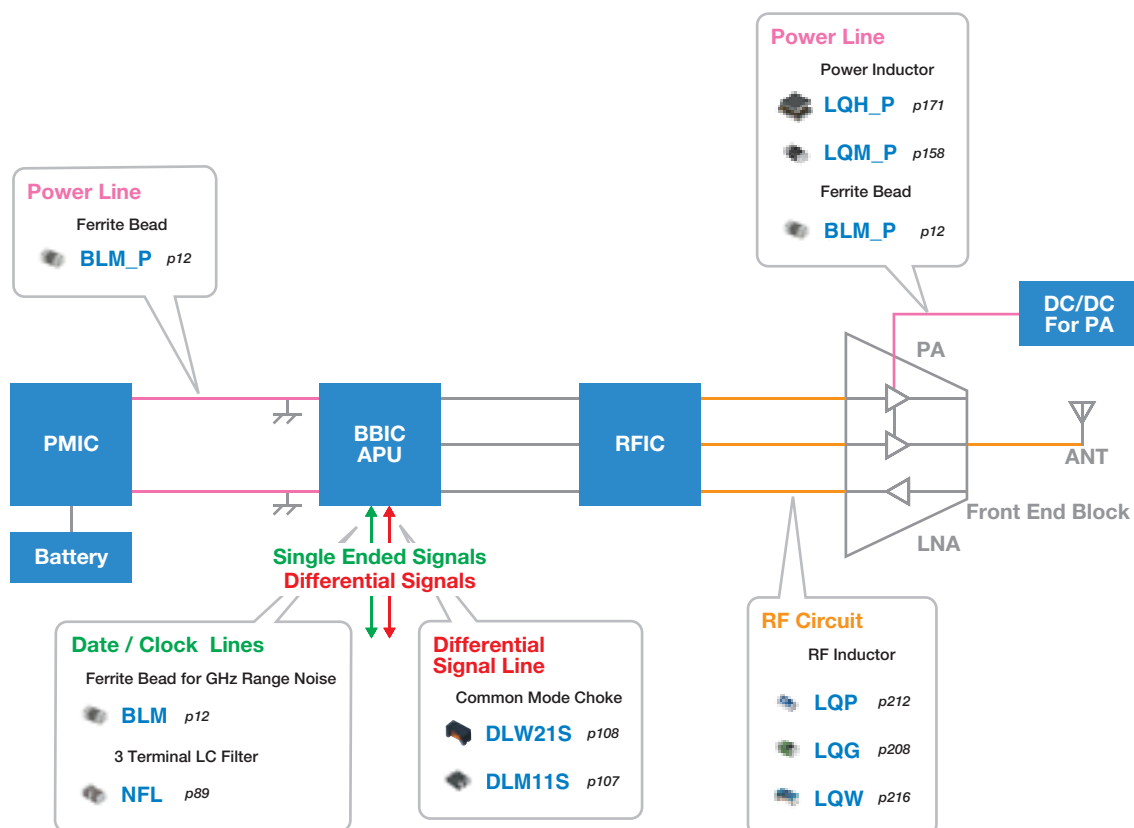 Power Line
Power Inductor
LQH_P p171
LQM_P p158
Ferrite Bead
BLM_P p12
Power Line
Ferrite Bead
BLM_P p12
DC/DC
For PA
PA
PMIC
BBIC
APU
RFIC
ANT
Front End Block
LNA
Battery
Single Ended Signals
Differential Signals
Date / Clock Lines
Ferrite Bead for GHz Range Noise
BLM p12
3 Terminal LC Filter
NFL p89
Differential
Signal Line
Common Mode Choke
DLW21S p108
DLM11S p107
RF Circuit
RF Inductor
LQP p212
LQG p208
LQW p216